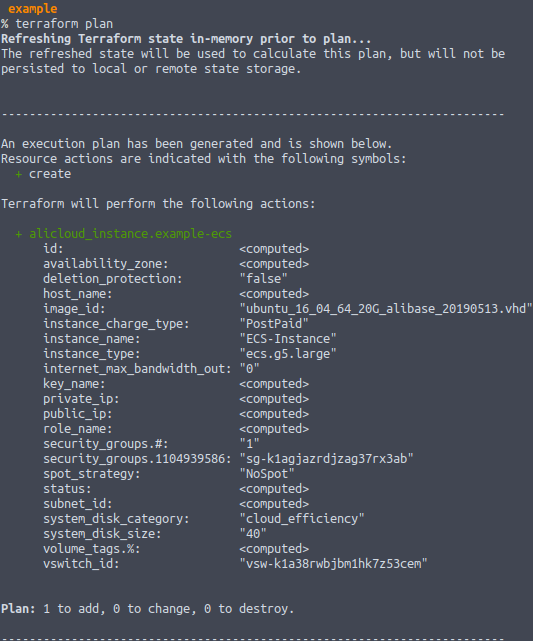 example
% terraform plan
Refreshing Terraform state in-memory prior to plan...
The refreshed state will be used to calculate this plan, but will not be
persisted to local or remote state storage.
------------------------------------------------------------------------
An execution plan has been generated and is shown below.
Resource actions are indicated with the following symbols:
  + create
Terraform will perform the following actions:
  + alicloud_instance.example-ecs
      id:                         <computed>
      availability_zone:          <computed>
      deletion_protection:        "false"
      host_name:                  <computed>
      image_id:                   "ubuntu_16_04_64_20G_alibase_20190513.vhd"
      instance_charge_type:       "PostPaid"
      instance_name:              "ECS-Instance"
      instance_type:              "ecs.g5.large"
      internet_max_bandwidth_out: "0"
      key_name:                   <computed>
      private_ip:                 <computed>
      public_ip:                  <computed>
      role_name:                  <computed>
      security_groups.#:          "1"
      security_groups.1104939586: "sg-k1agjazrdjzag37rx3ab"
      spot_strategy:              "NoSpot"
      status:                     <computed>
      subnet_id:                  <computed>
      system_disk_category:       "cloud_efficiency"
      system_disk_size:           "40"
      volume_tags.%:              <computed>
      vswitch_id:                 "vsw-k1a38rwbjbm1hk7z53cem"
Plan: 1 to add, 0 to change, 0 to destroy.
------------------------------------------------------------------------